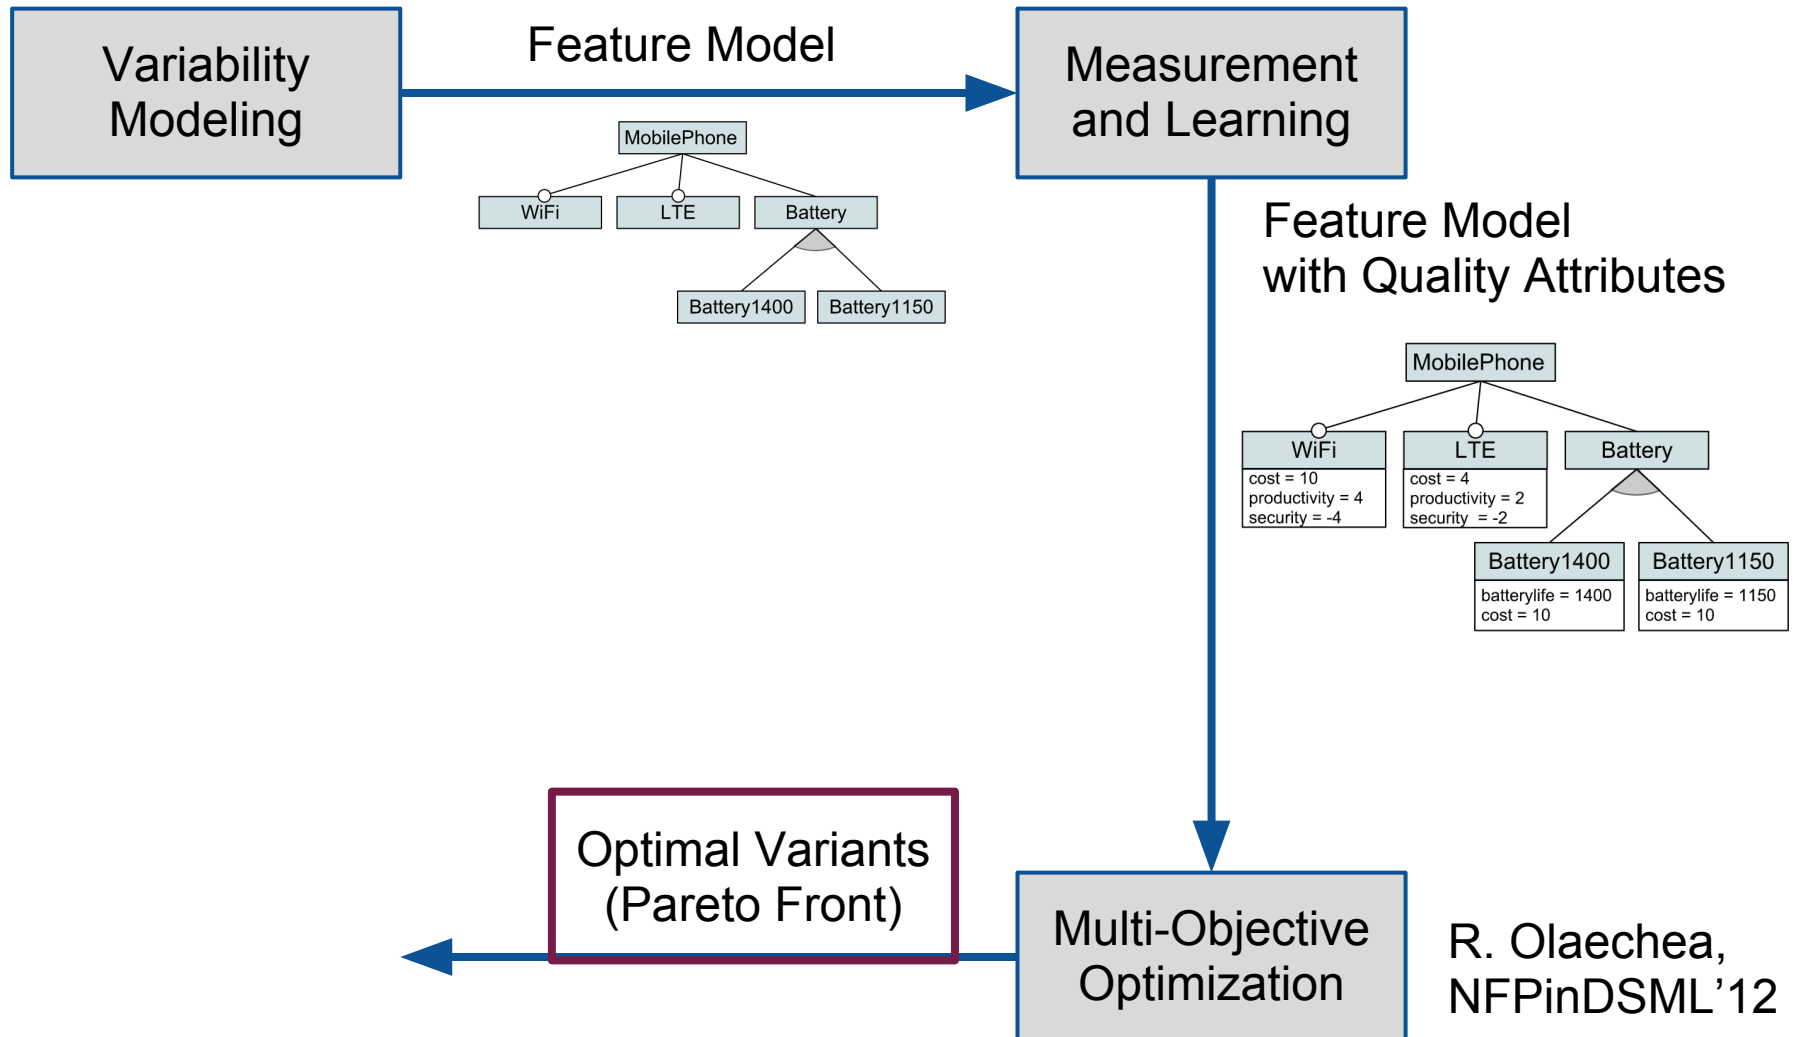 Variability
Modeling
Feature Model
Measurement
and Learning
MobilePhone
WiFi
LTE
Battery
Battery1400
Battery1150
Feature Model
with Quality Attributes
MobilePhone
WiFi
cost = 10
productivity = 4
security = -4
LTE
cost = 4
productivity = 2
security  = -2
Battery
Battery1400
batterylife = 1400
cost = 10
Battery1150
batterylife = 1150
cost = 10
Optimal Variants
(Pareto Front)
Multi-Objective
Optimization
R. Olaechea,
NFPinDSML’12